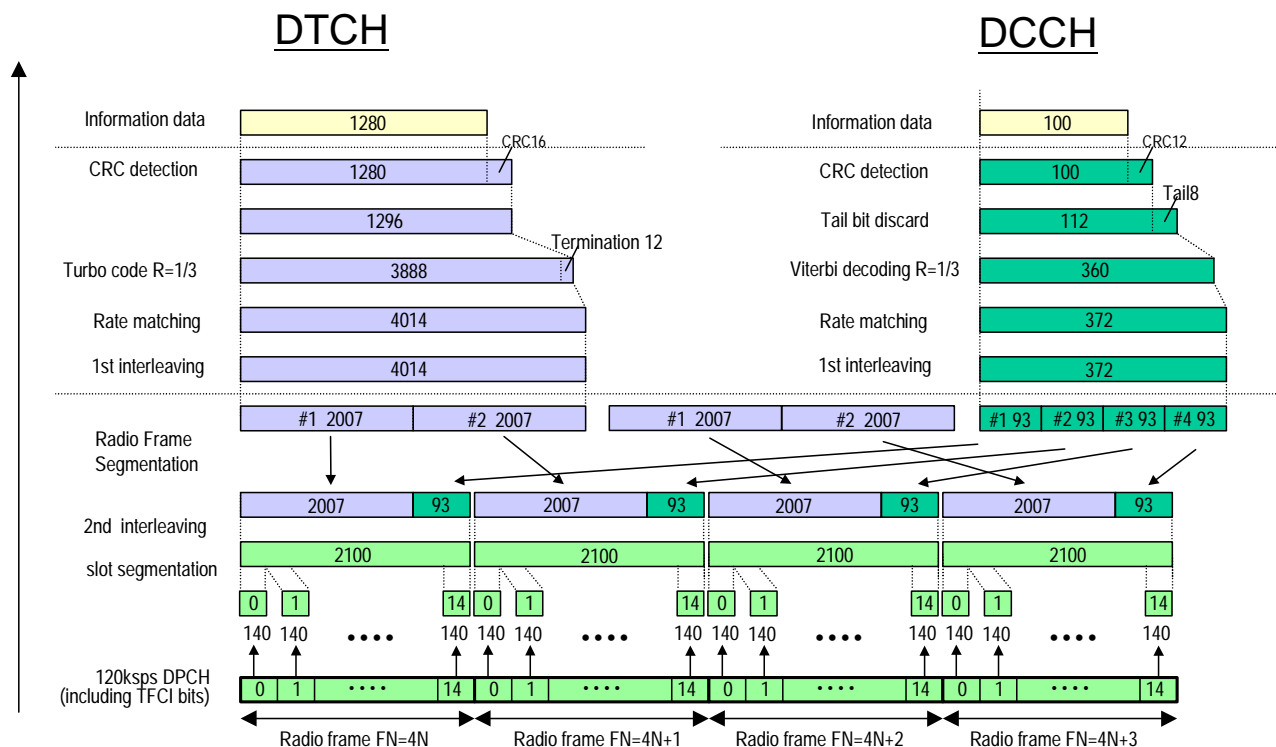 DTCH
DCCH
Information data 1280 Information data 100
CRC16 CRC12
CRC detection 1280 CRC detection 100
Tail8
1296 Tail bit discard 112
Termination 12
Turbo code R=1/3 3888 Viterbi decoding R=1/3 360
Rate matching 4014 Rate matching 372
1st interleaving 4014 1st interleaving 372
#1 2007 #2 2007 #1 2007 #2 2007 #1 93 #2 93 #3 93 #4 93
Radio Frame
Segmentation
2007 93 2007 93 2007 93 2007 93
2nd interleaving
2100 2100 2100 2100
slot segmentation
0 1 14 0 1 14 0 1 14 0 1 14
140 140 •••• 140 140 140 •••• 140 140 140 •••• 140 140 140 •••• 140
120ksps DPCH
(including TFCI bits)
0 1 •••• 14 0 1 •••• 14 0 1 •••• 14 0 1 •••• 14
Radio frame FN=4N Radio frame FN=4N+1 Radio frame FN=4N+2 Radio frame FN=4N+3